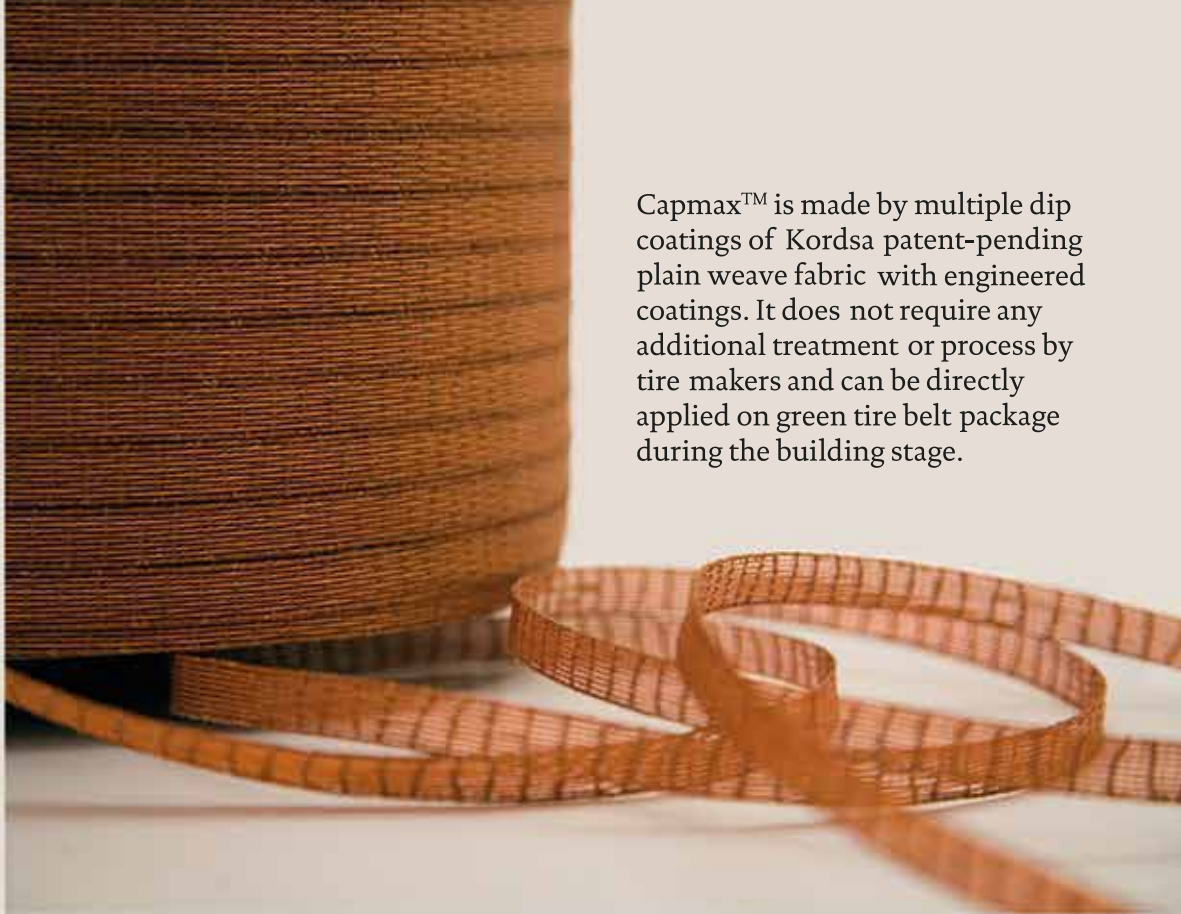 Capmax™ is made by multiple dip
coatings of Kordsa patent-pending
plain weave fabric with engineered
coatings. It does not require any
additional treatment or process by
tire makers and can be directly
applied on green tire belt package
during the building stage.